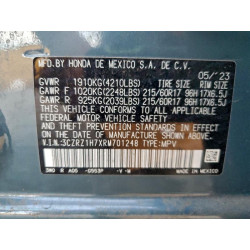 MFD. BY HONDA DE MEXICO S.A. DE C.V. 05/23
GVWR 1910KG(4210LBS) TIRE SIZE RIM SIZE
GAWR F 1020KG(2248LBS) 215/60R17 96H 17X6.5J
GAWR R 925KG(2039LBS) 215/60R17 96H 17X6.5J
THIS VEHICLE CONFORMS TO ALL APPLICABLE
FEDERAL MOTOR VEHICLE SAFETY AND
THEFT PREVENTION STANDARDS IN EFFECT ON
THE DATE OF MANUFACTURE SHOWN ABOVE.
V.I.N.:3CZRZ1H7XRM701248 TYPE:MPV
3W0 A05 -V -W
MADE IN MEXICO